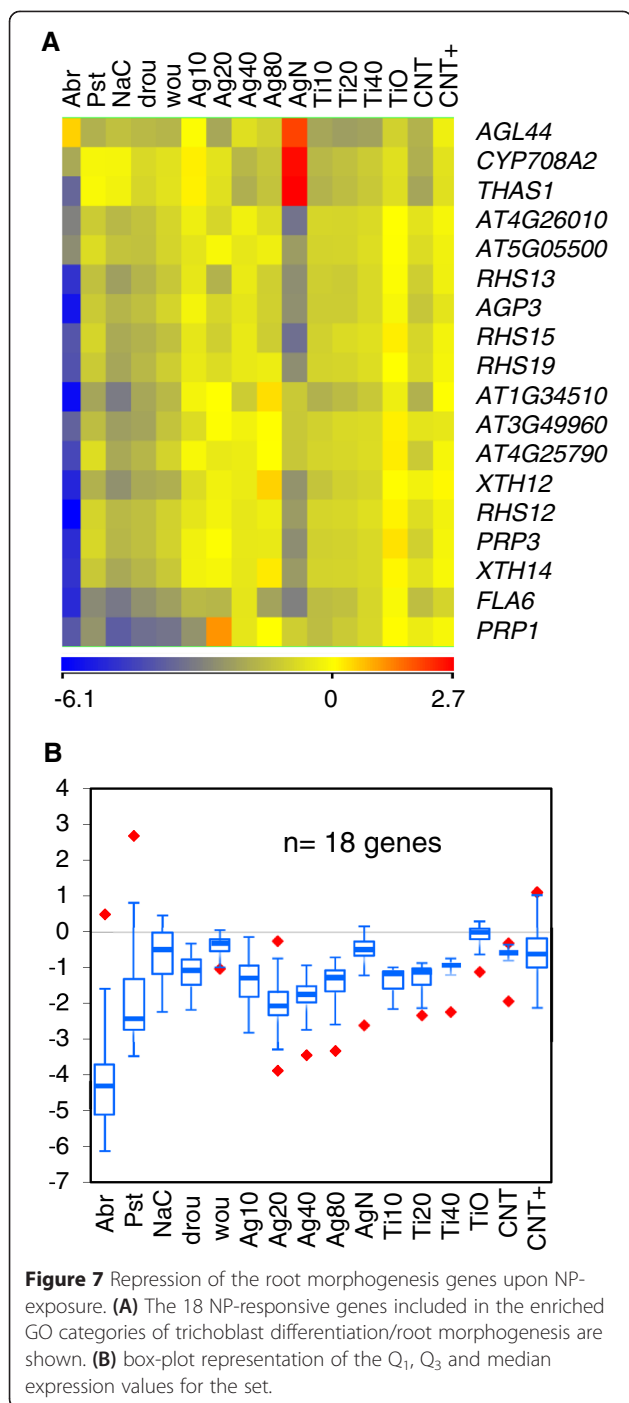 A
Abr Pst NaC drou wou Ag10 Ag20 Ag40 Ag80 AgN Ti10 Ti20 Ti40 TiO CNT CNT+
AGL44
CYP708A2
THAS1
AT4G26010
AT5G05500
RHS13
AGP3
RHS15
RHS19
AT1G34510
AT3G49960
AT4G25790
XTH12
RHS12
PRP3
XTH14
FLA6
PRP1
-6.1 0 2.7
B
4
3
2
1
0
-1
-2
-3
-4
-5
-6
-7
n= 18 genes
Abr Pst NaC drou wou Ag10 Ag20 Ag40 Ag80 AgN Ti10 Ti20 Ti40 TiO CNT CNT+
Figure 7 Repression of the root morphogenesis genes upon NP-
exposure. (A) The 18 NP-responsive genes included in the enriched
GO categories of trichoblast differentiation/root morphogenesis are
shown. (B) box-plot representation of the Q1, Q3 and median
expression values for the set.